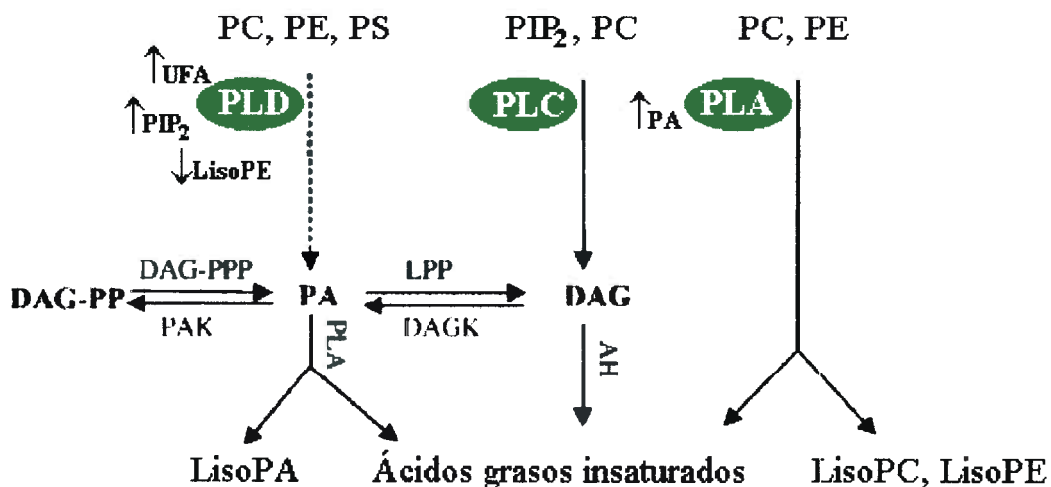 PC, PE, PS PIP₂, PC PC, PE
↑UFA
PLD PLC ↑PA PLA
↑PIP₂
↓LisoPE
DAG-PPP LPP
DAG-PP PA DAG
PAK DAGK
PLA AH
LisoPA Ácidos grasos insaturados LisoPC, LisoPE